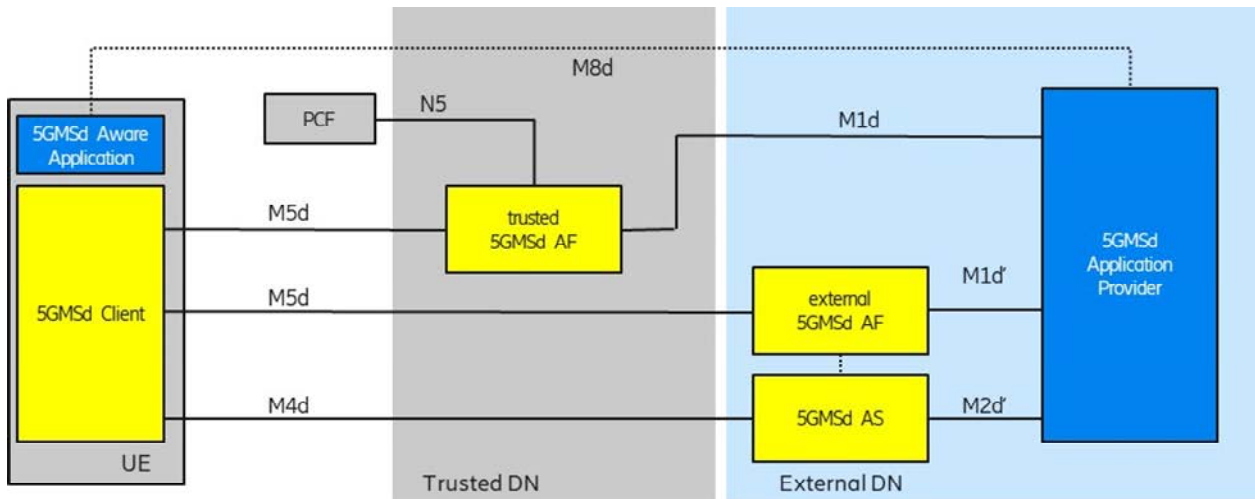 M8d
N5
PCF
M1d
5GMSd Aware
Application
M5d
trusted
5GMSd AF
5GMSd
Application
Provider
M5d
external
5GMSd AF
M1d'
5GMSd Client
M4d
5GMSd AS
M2d'
UE
Trusted DN
External DN